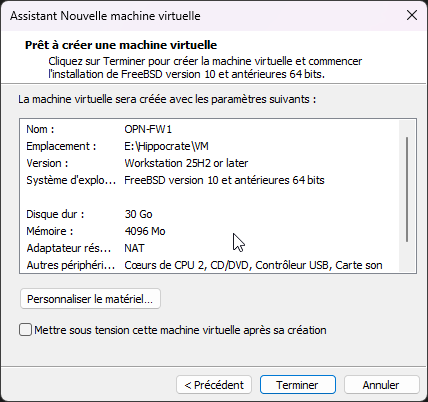 Assistant Nouvelle machine virtuelle
Prêt à créer une machine virtuelle
Cliquez sur Terminer pour créer la machine virtuelle et commencer
l'installation de FreeBSD version 10 et antérieures 64 bits.
La machine virtuelle sera créée avec les paramètres suivants :
Nom : OPN-FW1
Emplacement : E:\Hippocrate\VM
Version : Workstation 25H2 or later
Système d'explo... FreeBSD version 10 et antérieures 64 bits
Disque dur : 30 Go
Mémoire : 4096 Mo
Adaptateur rés... NAT
Autres périphéri... Cœurs de CPU 2, CD/DVD, Contrôleur USB, Carte son
Personnaliser le matériel...
Mettre sous tension cette machine virtuelle après sa création
< Précédent Terminer Annuler